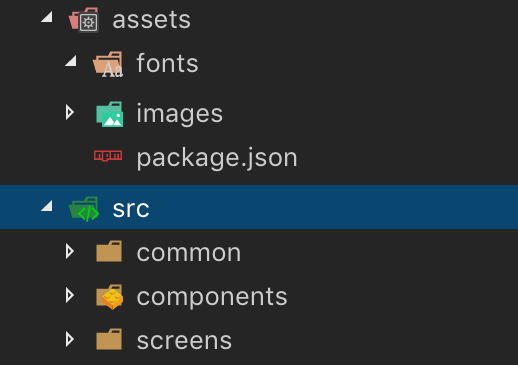 assets
fonts
images
package.json
src
common
components
screens